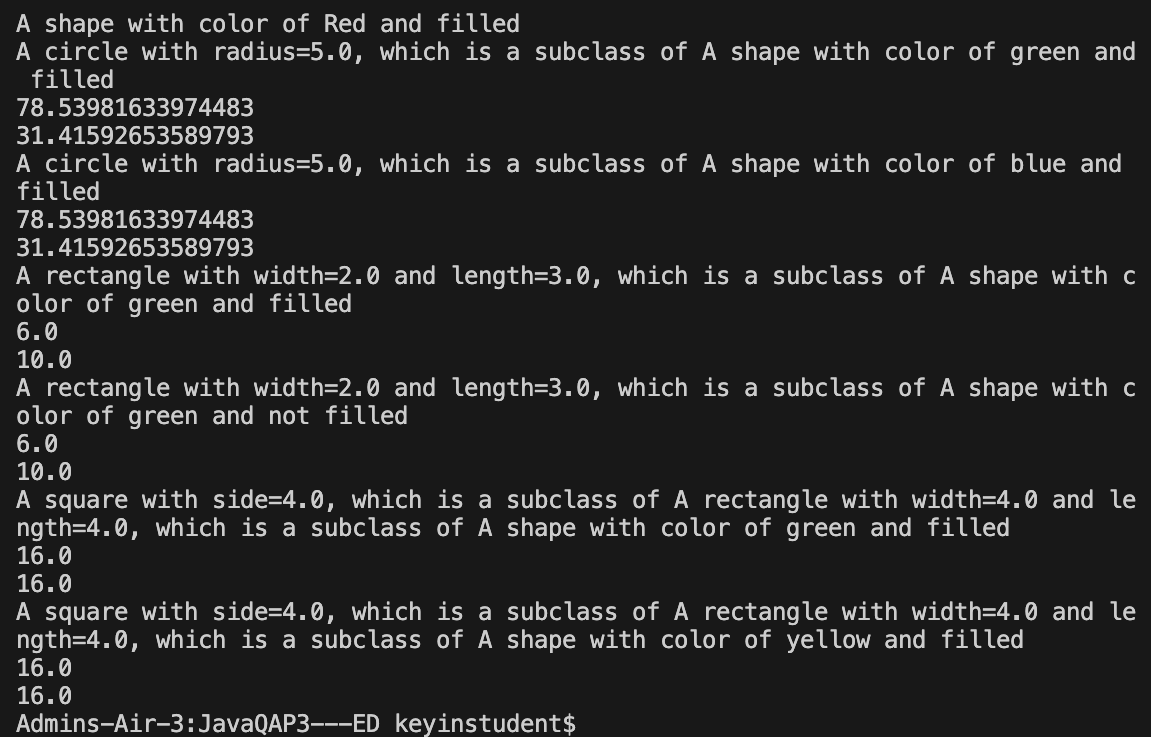 A shape with color of Red and filled
A circle with radius=5.0, which is a subclass of A shape with color of green and
 filled
78.53981633974483
31.41592653589793
A circle with radius=5.0, which is a subclass of A shape with color of blue and
filled
78.53981633974483
31.41592653589793
A rectangle with width=2.0 and length=3.0, which is a subclass of A shape with c
olor of green and filled
6.0
10.0
A rectangle with width=2.0 and length=3.0, which is a subclass of A shape with c
olor of green and not filled
6.0
10.0
A square with side=4.0, which is a subclass of A rectangle with width=4.0 and le
ngth=4.0, which is a subclass of A shape with color of green and filled
16.0
16.0
A square with side=4.0, which is a subclass of A rectangle with width=4.0 and le
ngth=4.0, which is a subclass of A shape with color of yellow and filled
16.0
16.0
Admins-Air-3:JavaQAP3---ED keyinstudent$